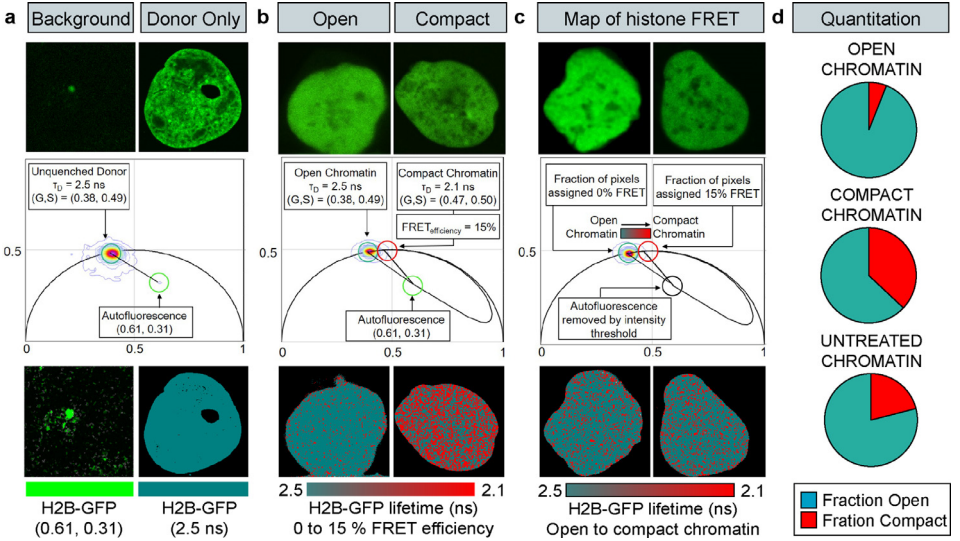 a
Background
Donor Only
b
Open
Compact
c
Map of histone FRET
d
Quantitation
Unquenched Donor
τD = 2.5 ns
(G,S) = (0.38, 0.49)
0.5
Autofluorescence
(0.61, 0.31)
0
0.5
1
Open Chromatin
τD = 2.5 ns
(G,S) = (0.38, 0.49)
Compact Chromatin
τD = 2.1 ns
(G,S) = (0.47, 0.50)
FRETefficiency = 15%
0.5
Autofluorescence
(0.61, 0.31)
0
0.5
1
Fraction of pixels
assigned 0% FRET
Fraction of pixels
assigned 15% FRET
Open
Chromatin
Compact
Chromatin
0.5
Autofluorescence
removed by intensity
threshold
0
0.5
1
H2B-GFP
(0.61, 0.31)
H2B-GFP
(2.5 ns)
2.5
2.1
H2B-GFP lifetime (ns)
0 to 15 % FRET efficiency
2.5
2.1
H2B-GFP lifetime (ns)
Open to compact chromatin
OPEN
CHROMATIN
COMPACT
CHROMATIN
UNTREATED
CHROMATIN
Fraction Open
Fration Compact